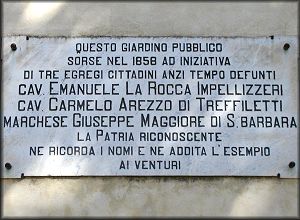 QUESTO GIARDINO PUBBLICO
SORSE NEL 1858 AD INIZIATIVA
DI TRE EGREGI CITTADINI ANZI TEMPO DEFUNTI
CAV. EMANUELE LA ROCCA IMPELLIZZERI
CAV. CARMELO AREZZO DI TREFFILETTI
MARCHESE GIUSEPPE MAGGIORE DI S. BARBARA
LA PATRIA RICONOSCENTE
NE RICORDA I NOMI E NE ADDITA L'ESEMPIO
AI VENTURI